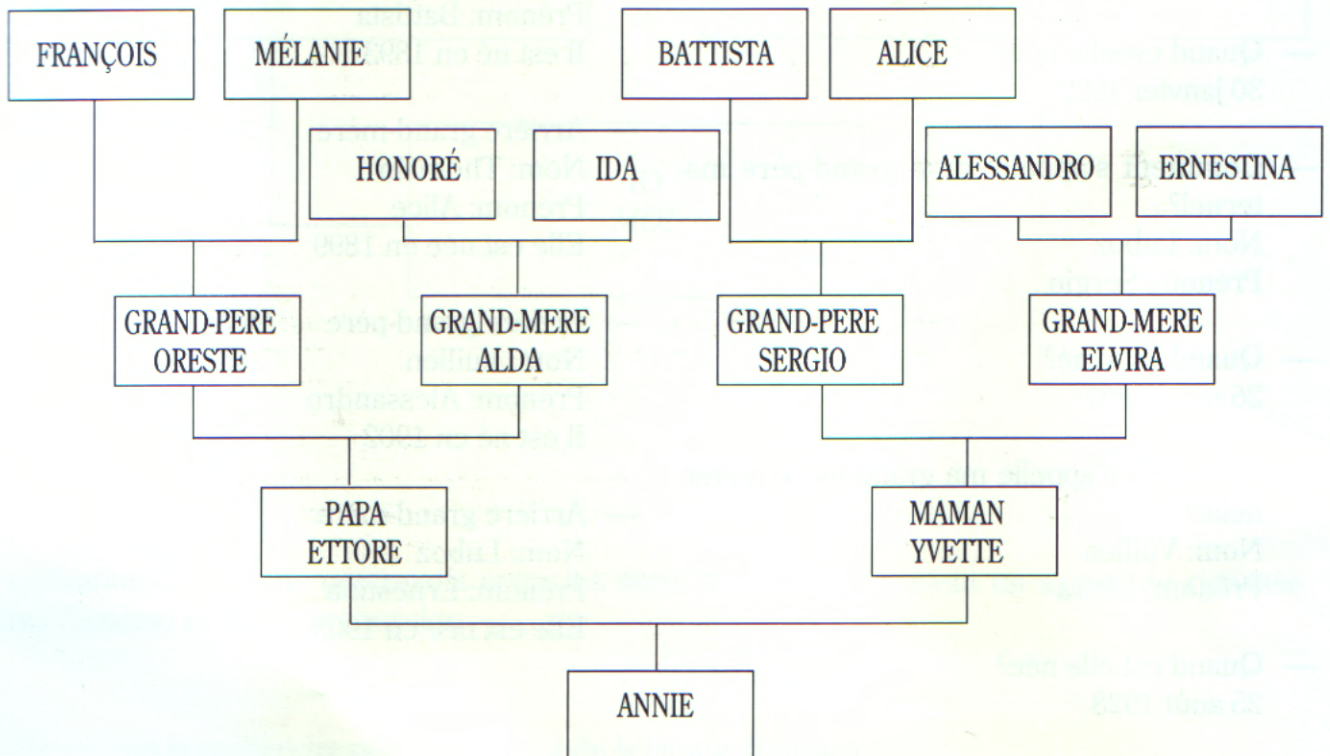 FRANÇOIS
MÉLANIE
BATTISTA
ALICE
HONORÉ
IDA
ALESSANDRO
ERNESTINA
GRAND-PERE
ORESTE
GRAND-MERE
ALDA
GRAND-PERE
SERGIO
GRAND-MERE
ELVIRA
PAPA
ETTORE
MAMAN
YVETTE
ANNIE